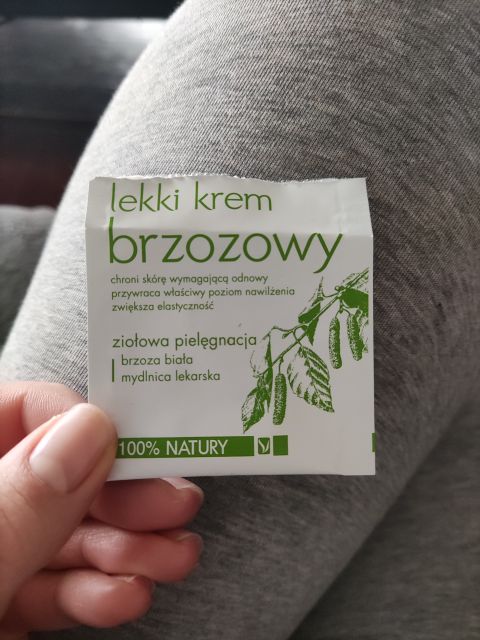 lekki krem
brzozowy
chroni skórę wymagającą odnowy
przywraca właściwy poziom nawilżenia
zwiększa elastyczność
ziołowa pielęgnacja
brzoza biała
mydlnica lekarska
100% NATURY